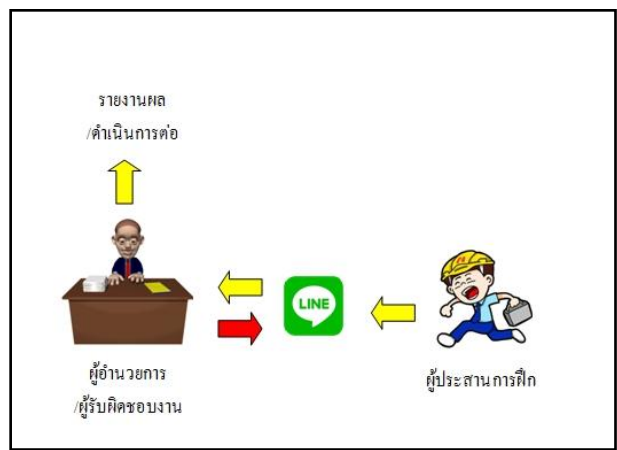 รายงานผล
/ดำเนินการต่อ
LINE
ผู้อำนวยการ
/ผู้รับผิดชอบงาน
ผู้ประสานการฝึก